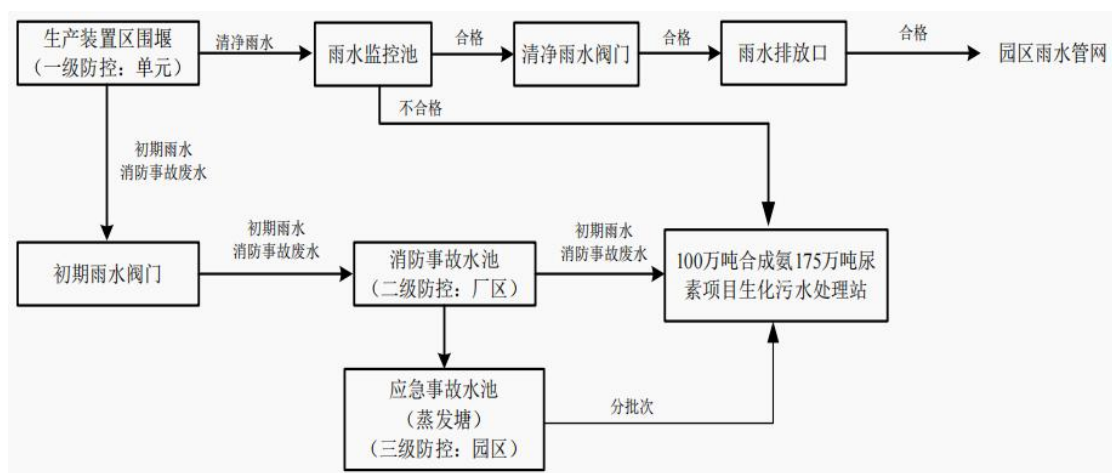 生产装置区围堰
（一级防控：单元）
清净雨水
雨水监控池
合格
清净雨水阀门
合格
雨水排放口
合格
园区雨水管网
不合格
初期雨水
消防事故废水
初期雨水阀门
初期雨水
消防事故废水
消防事故水池
（二级防控：厂区）
初期雨水
消防事故废水
100万吨合成氨175万吨尿
素项目生化污水处理站
应急事故水池
（蒸发塘）
（三级防控：园区）
分批次